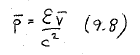 p̄ = εv̄/c² (9.8)